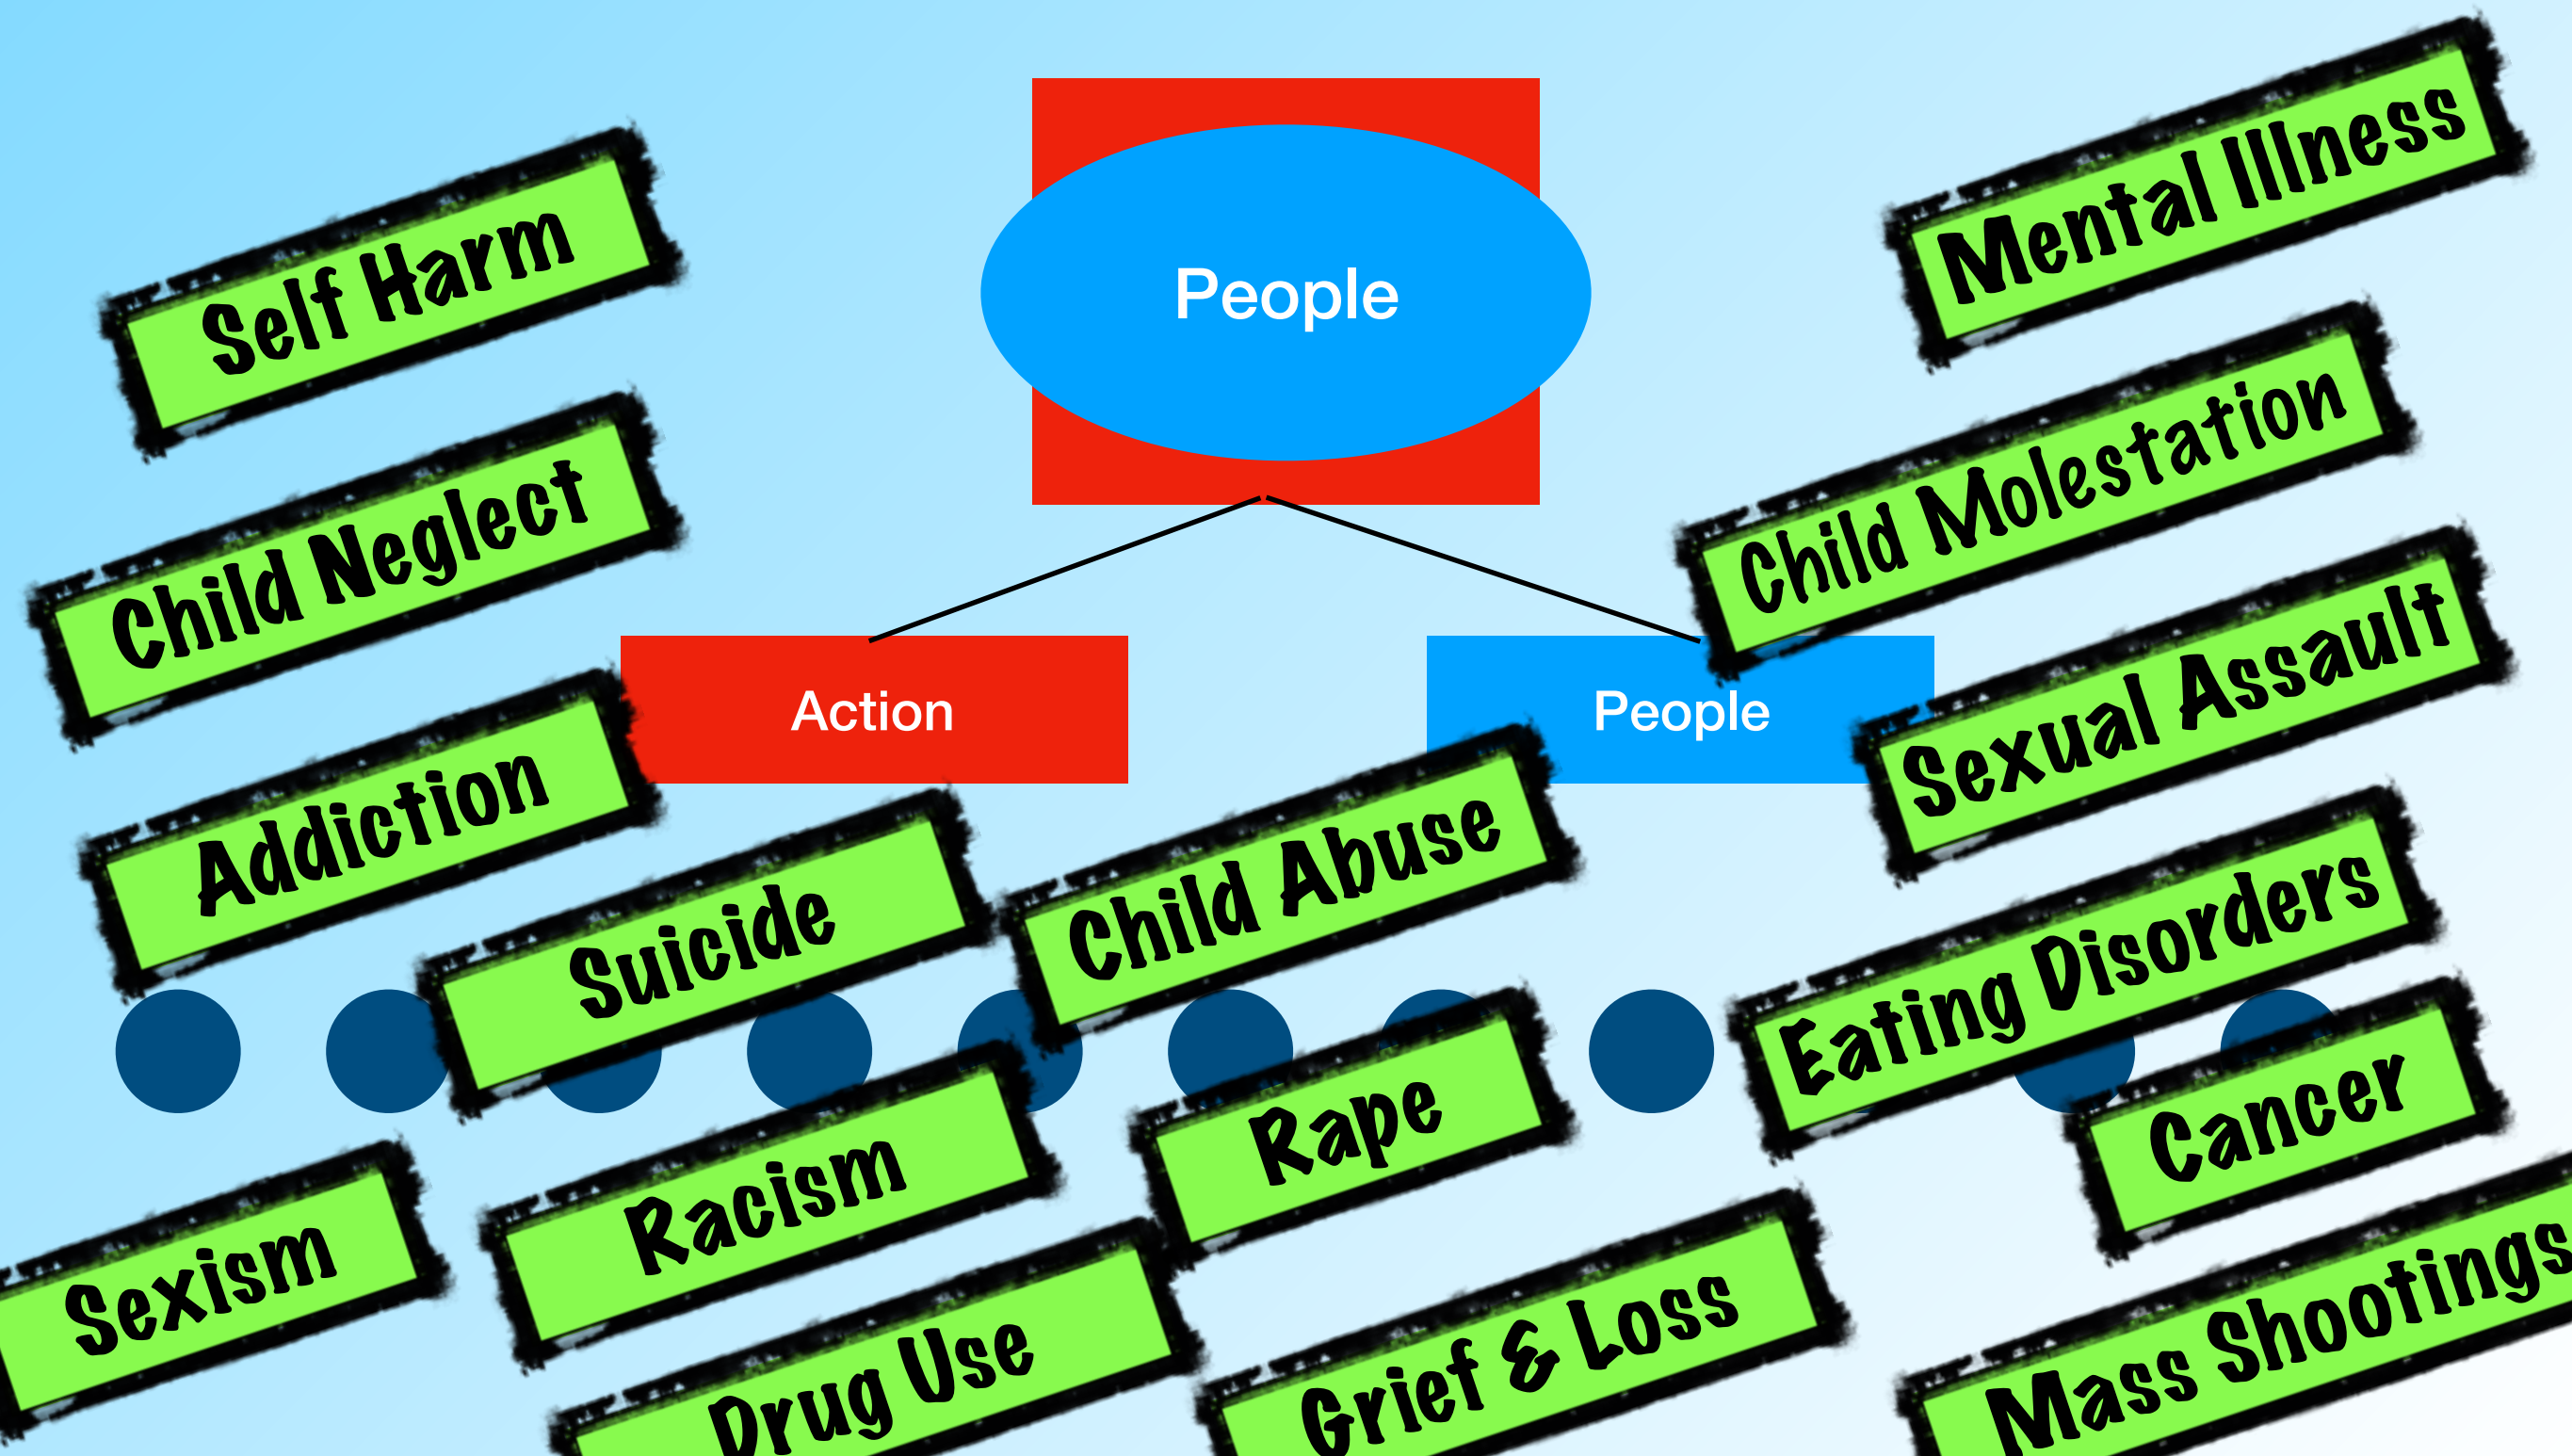 Mental Illness
Self Harm
People
Child Molestation
Child Neglect
Sexual Assault
Action
People
Addiction
Child Abuse
Suicide
Eating Disorders
Rape
Cancer
Racism
Sexism
Grief & Loss
Mass Shootings
Drug Use